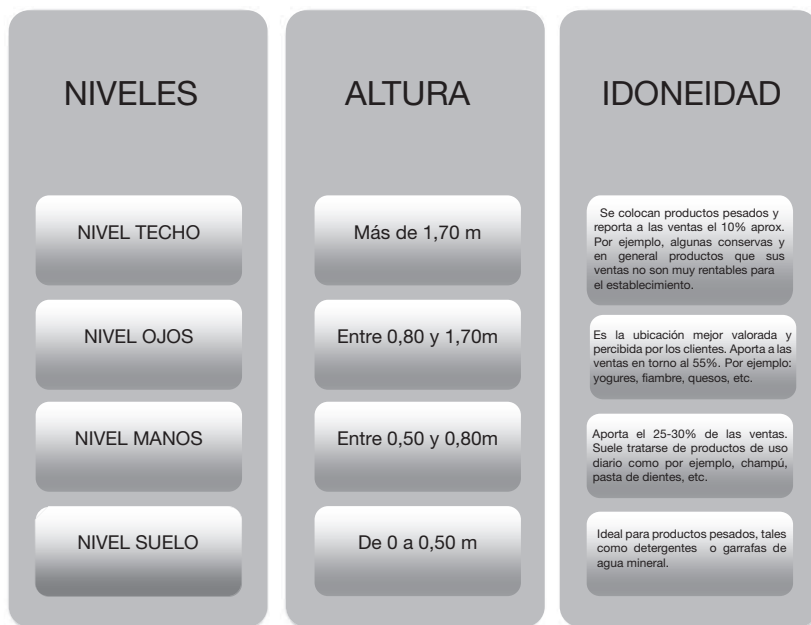 NIVELES
ALTURA
IDONEIDAD
NIVEL TECHO
Más de 1,70 m
Se colocan productos pesados y
reporta a las ventas el 10% aprox.
Por ejemplo, algunas conservas y
en general productos que sus
ventas no son muy rentables para
el establecimiento.
NIVEL OJOS
Entre 0,80 y 1,70m
Es la ubicación mejor valorada y
percibida por los clientes. Aporta a las
ventas en torno al 55%. Por ejemplo:
yogures, fiambre, quesos, etc.
NIVEL MANOS
Entre 0,50 y 0,80m
Aporta el 25-30% de las ventas.
Suele tratarse de productos de uso
diario como por ejemplo, champú,
pasta de dientes, etc.
NIVEL SUELO
De 0 a 0,50 m
Ideal para productos pesados, tales
como detergentes o garrafas de
agua mineral.